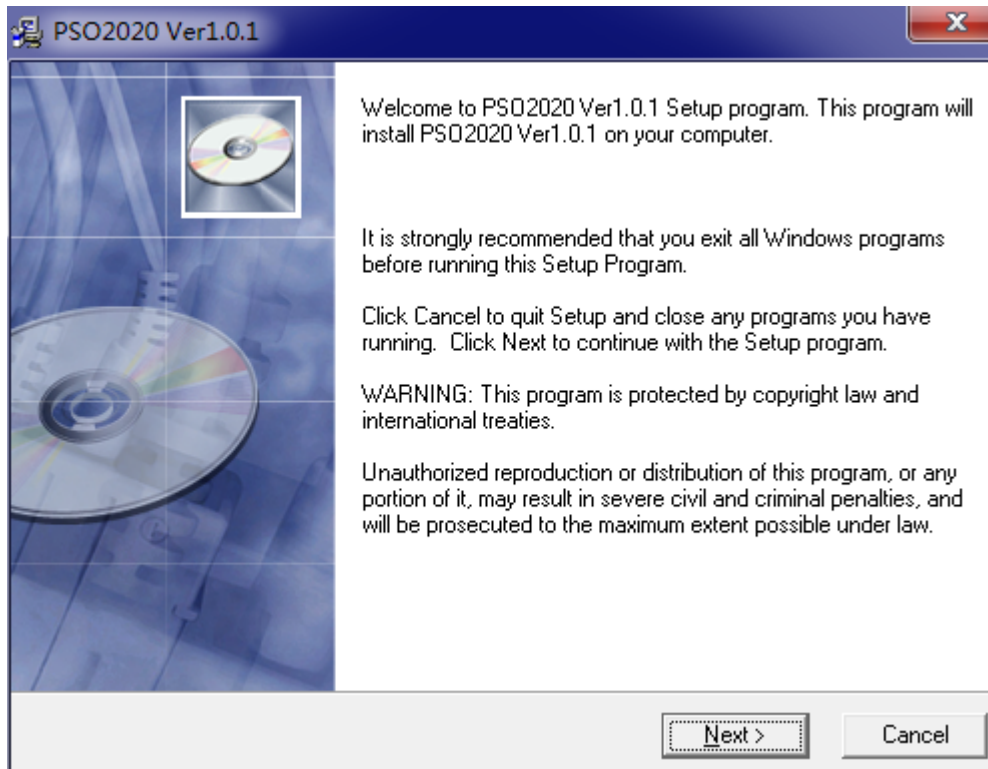 PSO2020 Ver1.0.1
Welcome to PSO2020 Ver1.0.1 Setup program. This program will
install PSO2020 Ver1.0.1 on your computer.
It is strongly recommended that you exit all Windows programs
before running this Setup Program.
Click Cancel to quit Setup and close any programs you have
running.  Click Next to continue with the Setup program.
WARNING: This program is protected by copyright law and
international treaties.
Unauthorized reproduction or distribution of this program, or any
portion of it, may result in severe civil and criminal penalties, and
will be prosecuted to the maximum extent possible under law.
Next >
Cancel